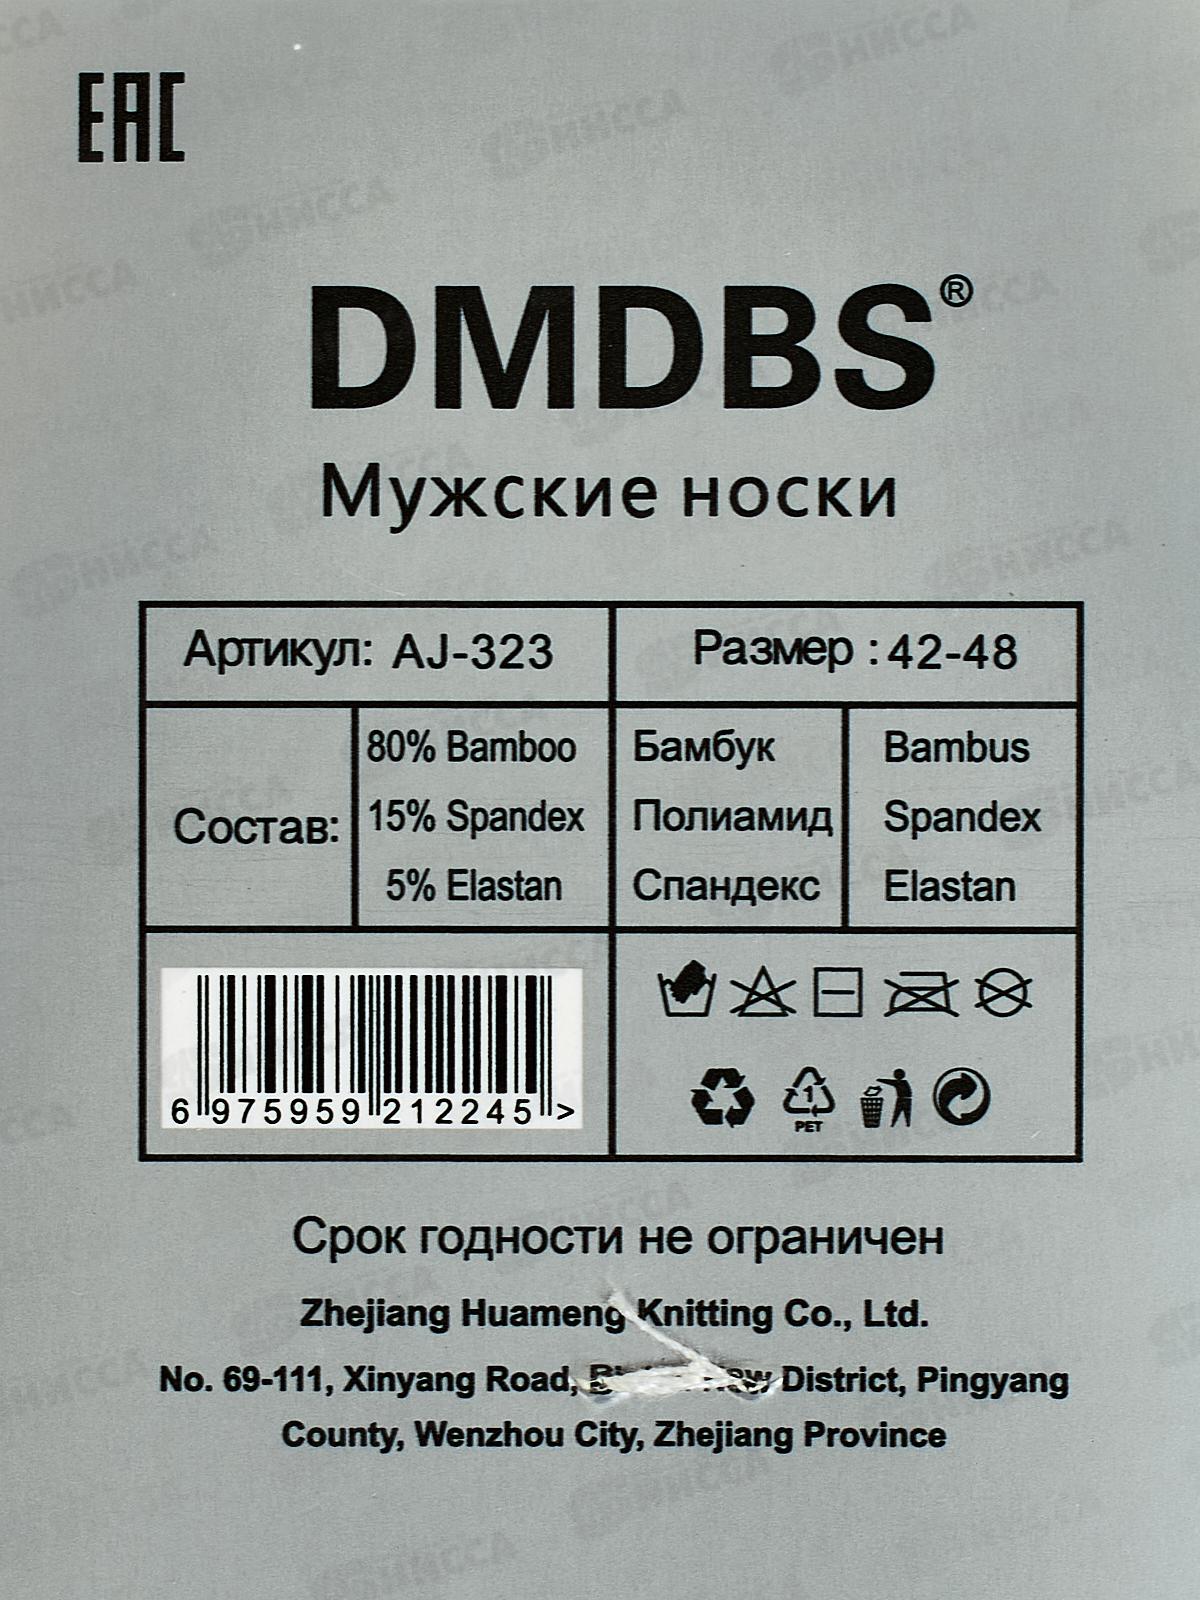 EAC
DMDBS®
Мужские носки
Артикул: AJ-323
Размер : 42-48
Состав:
80% Bamboo
15% Spandex
5% Elastan
Бамбук
Полиамид
Спандекс
Bambus
Spandex
Elastan
6 975959 212245 >
1
PET
Срок годности не ограничен
Zhejiang Huameng Knitting Co., Ltd.
No. 69-111, Xinyang Road, New District, Pingyang
County, Wenzhou City, Zhejiang Province